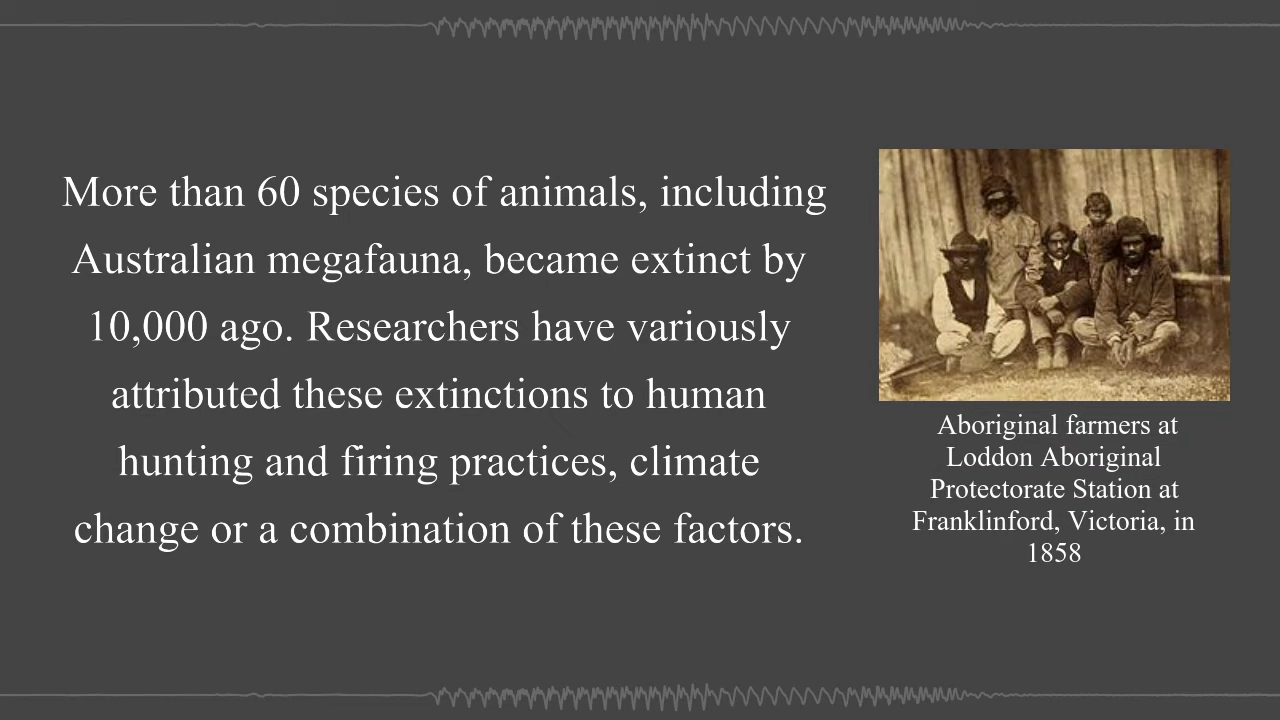 More than 60 species of animals, including
Australian megafauna, became extinct by
10,000 ago. Researchers have variously
attributed these extinctions to human
hunting and firing practices, climate
change or a combination of these factors.
Aboriginal farmers at
Loddon Aboriginal
Protectorate Station at
Franklinford, Victoria, in
1858